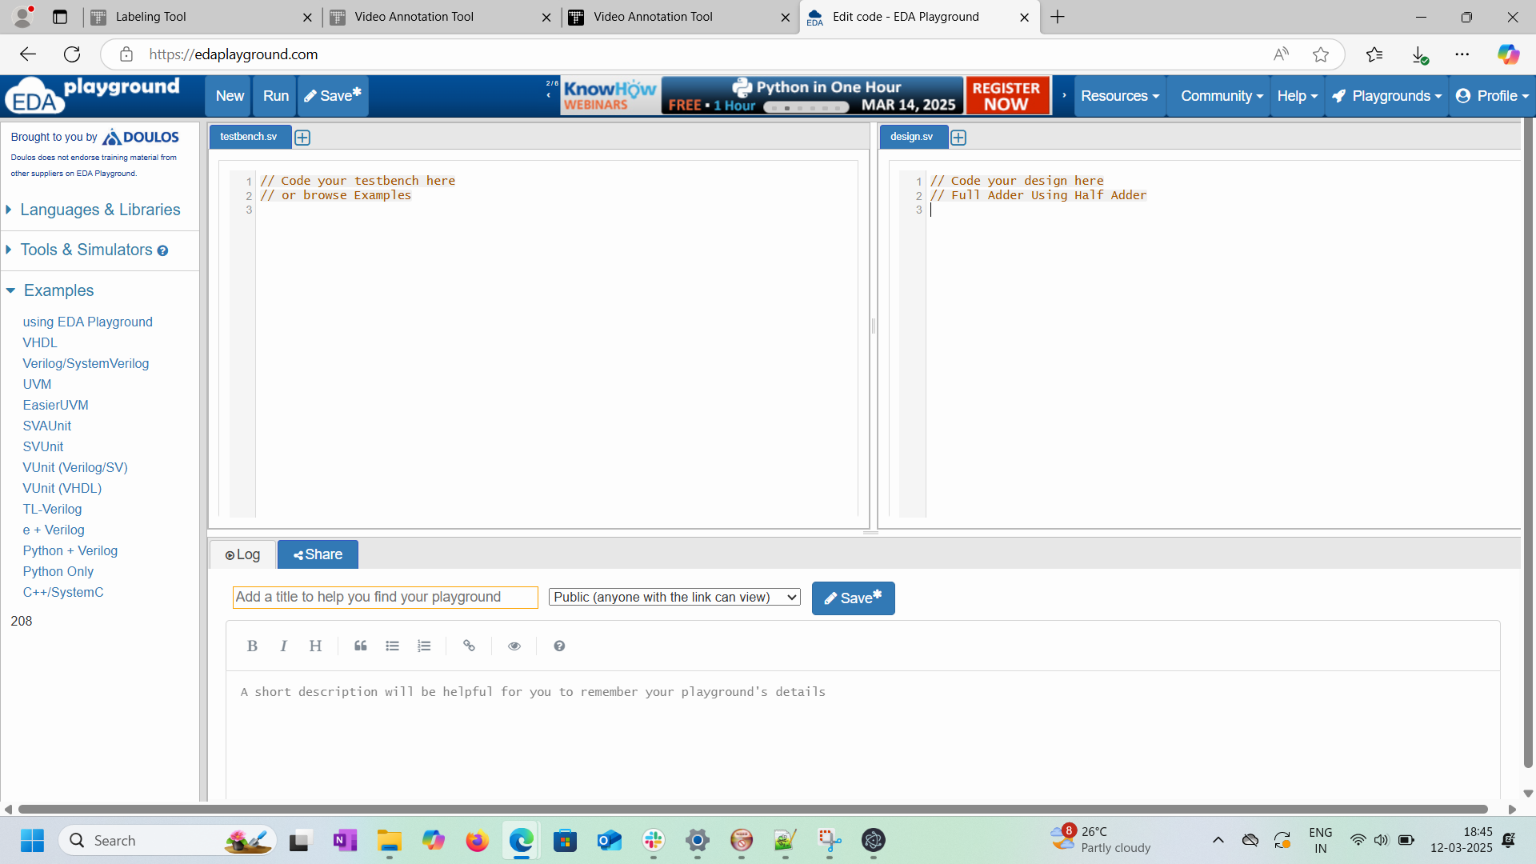 Labeling Tool
Video Annotation Tool
Video Annotation Tool
EDA
Edit code - EDA Playground
https://edaplayground.com
EDA playground
New
Run
Save*
2/6
KnowHow
WEBINARS
Python in One Hour
FREE • 1 Hour
MAR 14, 2025
REGISTER
NOW
Resources
Community
Help
Playgrounds
Profile
Brought to you by DOULOS
Doulos does not endorse training material from
other suppliers on EDA Playground.
Languages & Libraries
Tools & Simulators
Examples
using EDA Playground
VHDL
Verilog/SystemVerilog
UVM
EasierUVM
SVAUnit
SVUnit
VUnit (Verilog/SV)
VUnit (VHDL)
TL-Verilog
e + Verilog
Python + Verilog
Python Only
C++/SystemC
208
testbench.sv
1 // Code your testbench here
2 // or browse Examples
3
design.sv
1 // Code your design here
2 // Full Adder Using Half Adder
3
Log
Share
Add a title to help you find your playground
Public (anyone with the link can view)
Save*
B I H
A short description will be helpful for you to remember your playground's details
Search
8
26°C
Partly cloudy
ENG
IN
18:45
12-03-2025